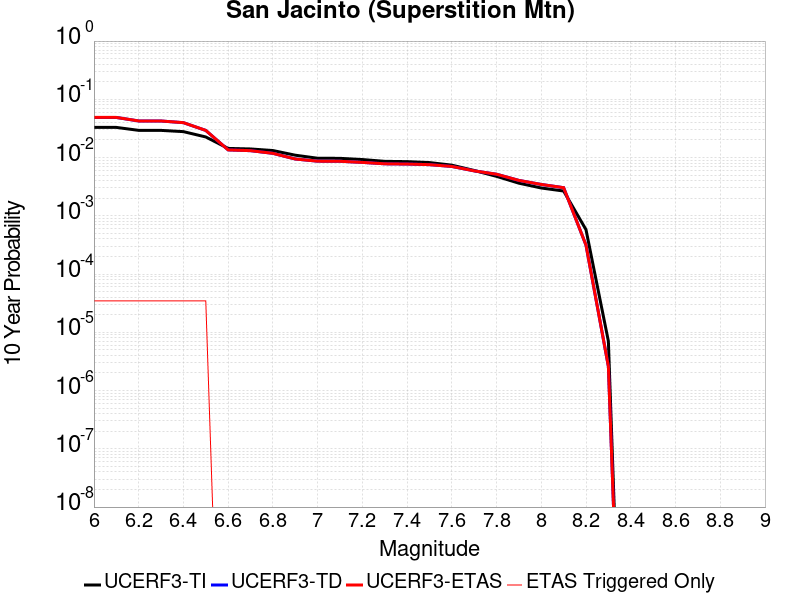 San Jacinto (Superstition Mtn)
10 0
10 -1
10 -2
10 -3
10 -4
10 -5
10 -6
10 -7
10 -8
10 Year Probability
6 6.2 6.4 6.6 6.8 7 7.2 7.4 7.6 7.8 8 8.2 8.4 8.6 8.8 9
Magnitude
UCERF3-TI UCERF3-TD UCERF3-ETAS ETAS Triggered Only